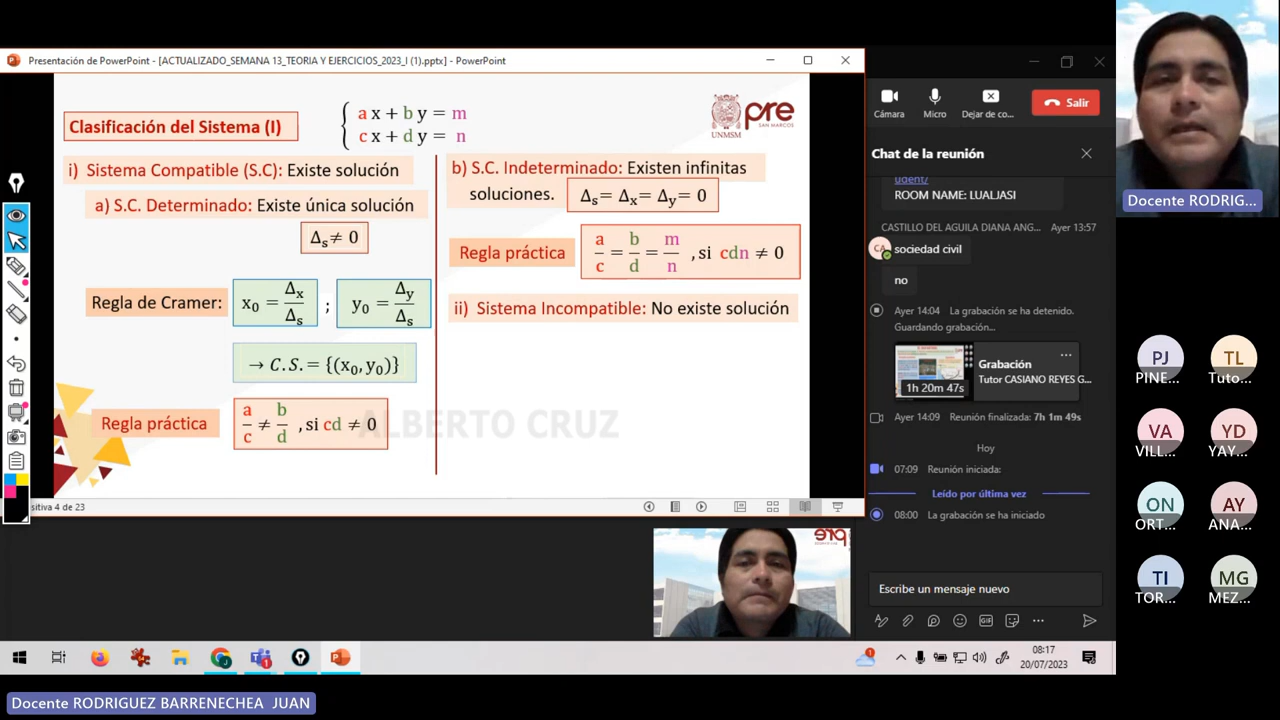 Presentación de PowerPoint - [ACTUALIZADO_SEMANA 13_TEORIA Y EJERCICIOS_2023_I (1).pptx] - PowerPoint
Clasificación del Sistema (I)
a x + b y = m
c x + d y = n
UNMSM
pre
SAN MARCOS
i) Sistema Compatible (S.C): Existe solución
a) S.C. Determinado: Existe única solución
Δs ≠ 0
Regla de Cramer: x₀ = Δx/Δs ; y₀ = Δy/Δs
→ C.S. = {(x₀, y₀)}
Regla práctica a/c ≠ b/d , si cd ≠ 0
b) S.C. Indeterminado: Existen infinitas
soluciones. Δs = Δx = Δy = 0
Regla práctica a/c = b/d = m/n , si cdn ≠ 0
ii) Sistema Incompatible: No existe solución
ALBERTO CRUZ
sitiva 4 de 23
Cámara
Micro
Dejar de co...
Salir
Chat de la reunión
udent/
ROOM NAME: LUALJASI
CASTILLO DEL AGUILA DIANA ANG... Ayer 13:57
CA
sociedad civil
no
Ayer 14:04 La grabación se ha detenido.
Guardando grabación...
Grabación
Tutor CASIANO REYES G...
1h 20m 47s
Ayer 14:09 Reunión finalizada: 7h 1m 49s
Hoy
07:09 Reunión iniciada:
Leído por última vez
08:00 La grabación se ha iniciado
Escribe un mensaje nuevo
GIF
Docente RODRIG...
PJ
PINE...
TL
Tuto...
VA
VILL...
YD
YAY...
ON
ORT...
AY
ANA...
TI
TOR...
MG
MEZ...
pre
08:17
20/07/2023
Docente RODRIGUEZ BARRENECHEA JUAN